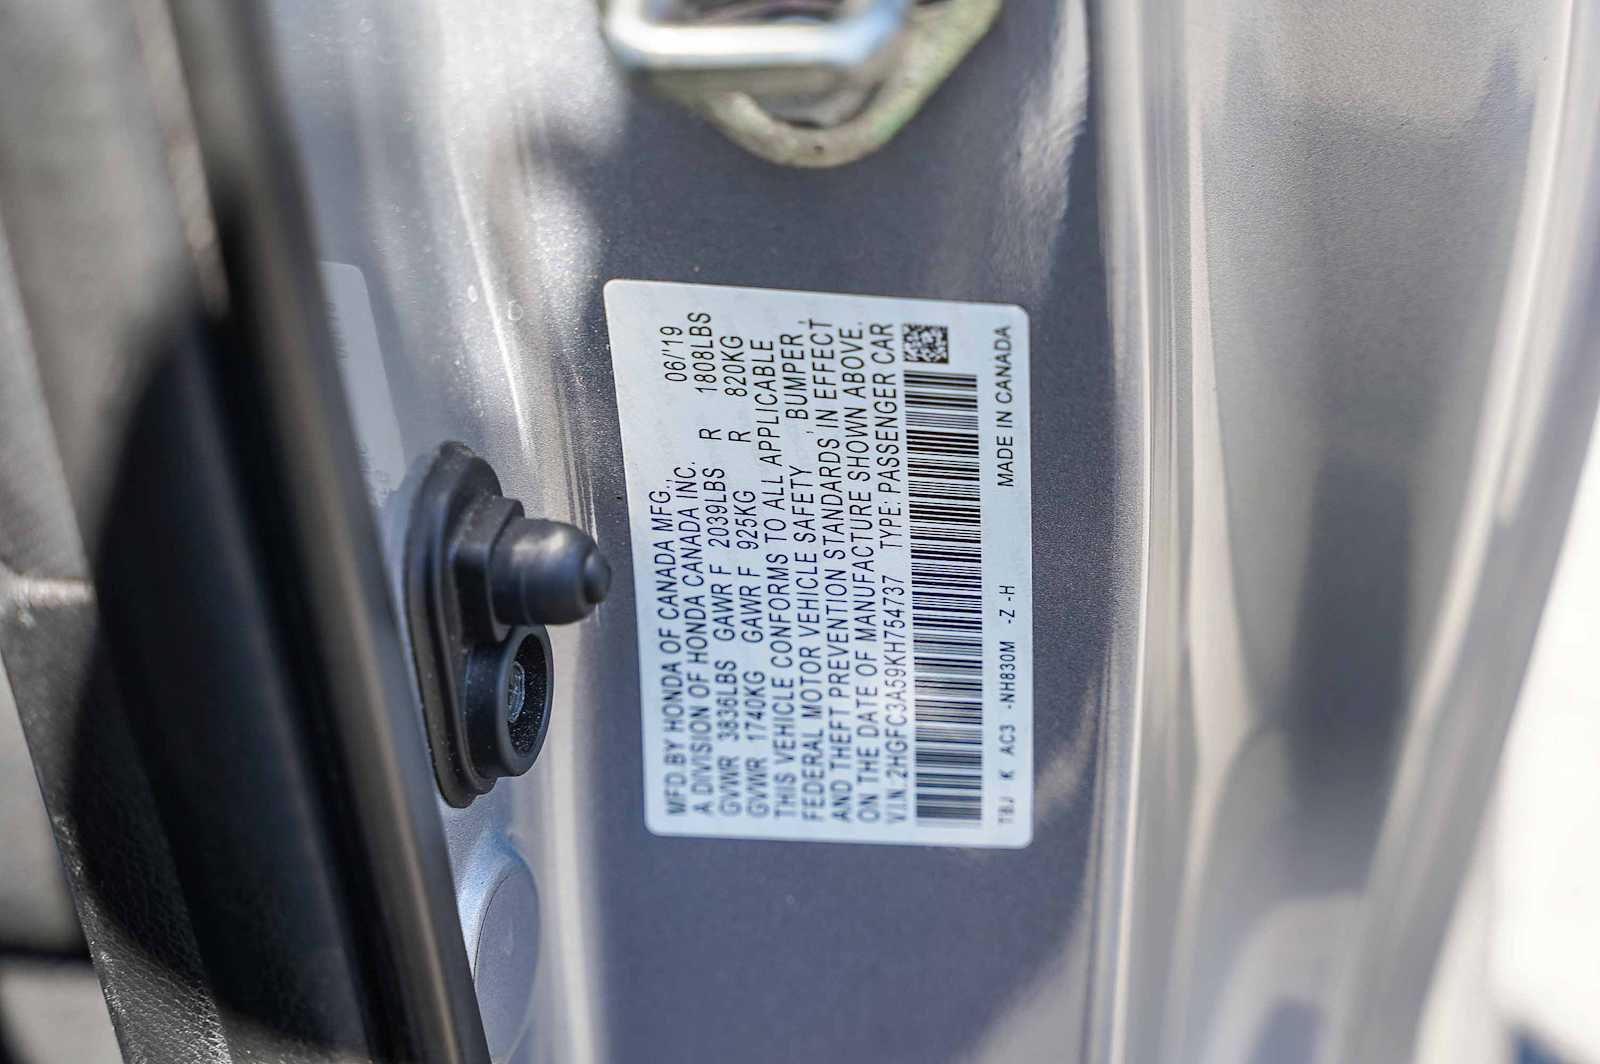 MFD.BY HONDA OF CANADA MFG., 06/'19
A DIVISION OF HONDA CANADA INC.
GVWR 3836LBS GAWR F 2039LBS R 1808LBS
GVWR 1740KG GAWR F 925KG R 820KG
THIS VEHICLE CONFORMS TO ALL APPLICABLE
FEDERAL MOTOR VEHICLE SAFETY , BUMPER ,
AND THEFT PREVENTION STANDARDS IN EFFECT
ON THE DATE OF MANUFACTURE SHOWN ABOVE.
V.I.N.:2HGFC3A59KH754737 TYPE: PASSENGER CAR
TBJ K AC3 -NH830M -Z -H MADE IN CANADA